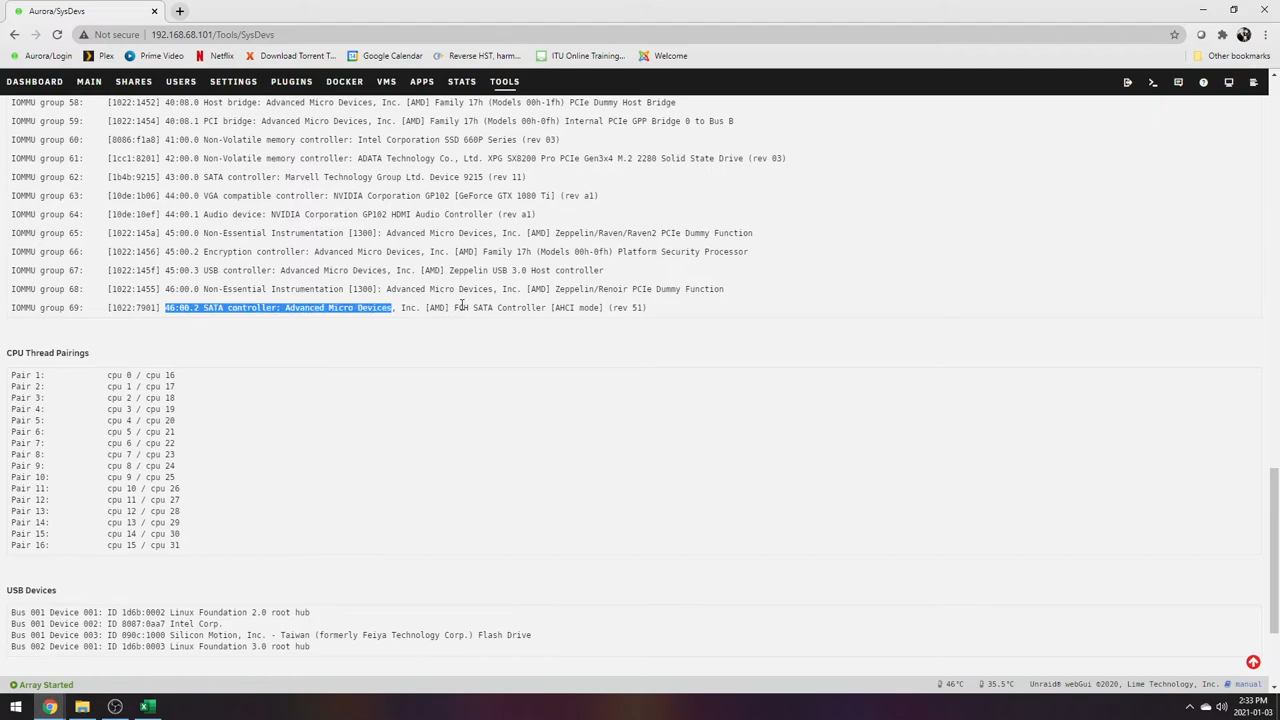 Aurora/SysDevs
Not secure 192.168.68.101/Tools/SysDevs
Aurora/Login Plex Prime Video Netflix Download Torrent T... Google Calendar Reverse HST, harm... ITU Online Training... Welcome Other bookmarks
DASHBOARD MAIN SHARES USERS SETTINGS PLUGINS DOCKER VMS APPS STATS TOOLS
IOMMU group 58: [1022:1452] 40:08.0 Host bridge: Advanced Micro Devices, Inc. [AMD] Family 17h (Models 00h-1fh) PCIe Dummy Host Bridge
IOMMU group 59: [1022:1454] 40:08.1 PCI bridge: Advanced Micro Devices, Inc. [AMD] Family 17h (Models 00h-0fh) Internal PCIe GPP Bridge 0 to Bus B
IOMMU group 60: [8086:f1a8] 41:00.0 Non-Volatile memory controller: Intel Corporation SSD 660P Series (rev 03)
IOMMU group 61: [1cc1:8201] 42:00.0 Non-Volatile memory controller: ADATA Technology Co., Ltd. XPG SX8200 Pro PCIe Gen3x4 M.2 2280 Solid State Drive (rev 03)
IOMMU group 62: [1b4b:9215] 43:00.0 SATA controller: Marvell Technology Group Ltd. Device 9215 (rev 11)
IOMMU group 63: [10de:1b06] 44:00.0 VGA compatible controller: NVIDIA Corporation GP102 [GeForce GTX 1080 Ti] (rev a1)
IOMMU group 64: [10de:10ef] 44:00.1 Audio device: NVIDIA Corporation GP102 HDMI Audio Controller (rev a1)
IOMMU group 65: [1022:145a] 45:00.0 Non-Essential Instrumentation [1300]: Advanced Micro Devices, Inc. [AMD] Zeppelin/Raven/Raven2 PCIe Dummy Function
IOMMU group 66: [1022:1456] 45:00.2 Encryption controller: Advanced Micro Devices, Inc. [AMD] Family 17h (Models 00h-0fh) Platform Security Processor
IOMMU group 67: [1022:145f] 45:00.3 USB controller: Advanced Micro Devices, Inc. [AMD] Zeppelin USB 3.0 Host controller
IOMMU group 68: [1022:1455] 46:00.0 Non-Essential Instrumentation [1300]: Advanced Micro Devices, Inc. [AMD] Zeppelin/Renoir PCIe Dummy Function
IOMMU group 69: [1022:7901] 46:00.2 SATA controller: Advanced Micro Devices, Inc. [AMD] FCH SATA Controller [AHCI mode] (rev 51)
CPU Thread Pairings
Pair 1: cpu 0 / cpu 16
Pair 2: cpu 1 / cpu 17
Pair 3: cpu 2 / cpu 18
Pair 4: cpu 3 / cpu 19
Pair 5: cpu 4 / cpu 20
Pair 6: cpu 5 / cpu 21
Pair 7: cpu 6 / cpu 22
Pair 8: cpu 7 / cpu 23
Pair 9: cpu 8 / cpu 24
Pair 10: cpu 9 / cpu 25
Pair 11: cpu 10 / cpu 26
Pair 12: cpu 11 / cpu 27
Pair 13: cpu 12 / cpu 28
Pair 14: cpu 13 / cpu 29
Pair 15: cpu 14 / cpu 30
Pair 16: cpu 15 / cpu 31
USB Devices
Bus 001 Device 001: ID 1d6b:0002 Linux Foundation 2.0 root hub
Bus 001 Device 002: ID 8087:0aa7 Intel Corp.
Bus 001 Device 003: ID 090c:1000 Silicon Motion, Inc. - Taiwan (formerly Feiya Technology Corp.) Flash Drive
Bus 002 Device 001: ID 1d6b:0003 Linux Foundation 3.0 root hub
Array Started 46°C 35.5°C Unraid® webGui ©2020, Lime Technology, Inc. manual
2:33 PM
2021-01-03